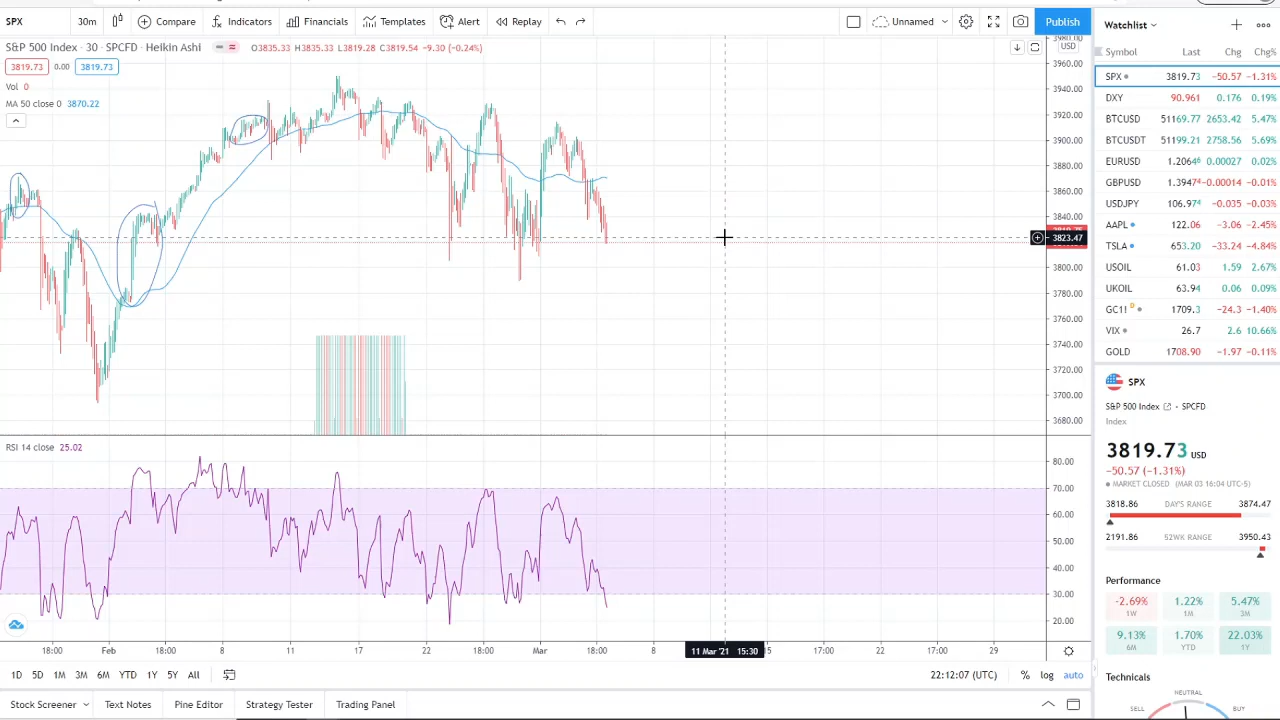 SPX 30m Compare Indicators Financials Templates Alert Replay Unnamed Publish
S&P 500 Index · 30 · SPCFD · Heikin Ashi O3835.33 H3835.33 L3819.28 C3819.54 −9.30 (−0.24%)
3819.73 0.00 3819.73
Vol 0
MA 50 close 0 3870.22
USD
3980.00
3960.00
3940.00
3920.00
3900.00
3880.00
3860.00
3840.00
3823.47
3800.00
3780.00
3760.00
3740.00
3720.00
3700.00
3680.00
RSI 14 close 25.02
80.00
70.00
60.00
50.00
40.00
30.00
20.00
18:00 Feb 18:00 8 11 17 22 18:00 Mar 18:00 8 11 Mar '21 15:30 15 17:00 22 17:00 29
1D 5D 1M 3M 6M YTD 1Y 5Y All 22:12:07 (UTC) % log auto
Stock Screener Text Notes Pine Editor Strategy Tester Trading Panel
Watchlist
Symbol Last Chg Chg%
SPX 3819.73 −50.57 −1.31%
DXY 90.961 0.176 0.19%
BTCUSD 51169.77 2653.42 5.47%
BTCUSDT 51199.21 2758.56 5.69%
EURUSD 1.20646 0.00027 0.02%
GBPUSD 1.39474 −0.00014 −0.01%
USDJPY 106.974 −0.035 −0.03%
AAPL 122.06 −3.06 −2.45%
TSLA 653.20 −33.24 −4.84%
USOIL 61.03 1.59 2.67%
UKOIL 63.94 0.06 0.09%
GC1! D 1709.3 −24.3 −1.40%
VIX 26.7 2.6 10.66%
GOLD 1708.90 −1.97 −0.11%
SPX
S&P 500 Index · SPCFD
Index
3819.73 USD
−50.57 (−1.31%)
MARKET CLOSED (MAR 03 16:04 UTC-5)
3818.86 DAY'S RANGE 3874.47
2191.86 52WK RANGE 3950.43
Performance
-2.69% 1.22% 5.47%
1W 1M 3M
9.13% 1.70% 22.03%
6M YTD 1Y
Technicals
NEUTRAL
SELL BUY